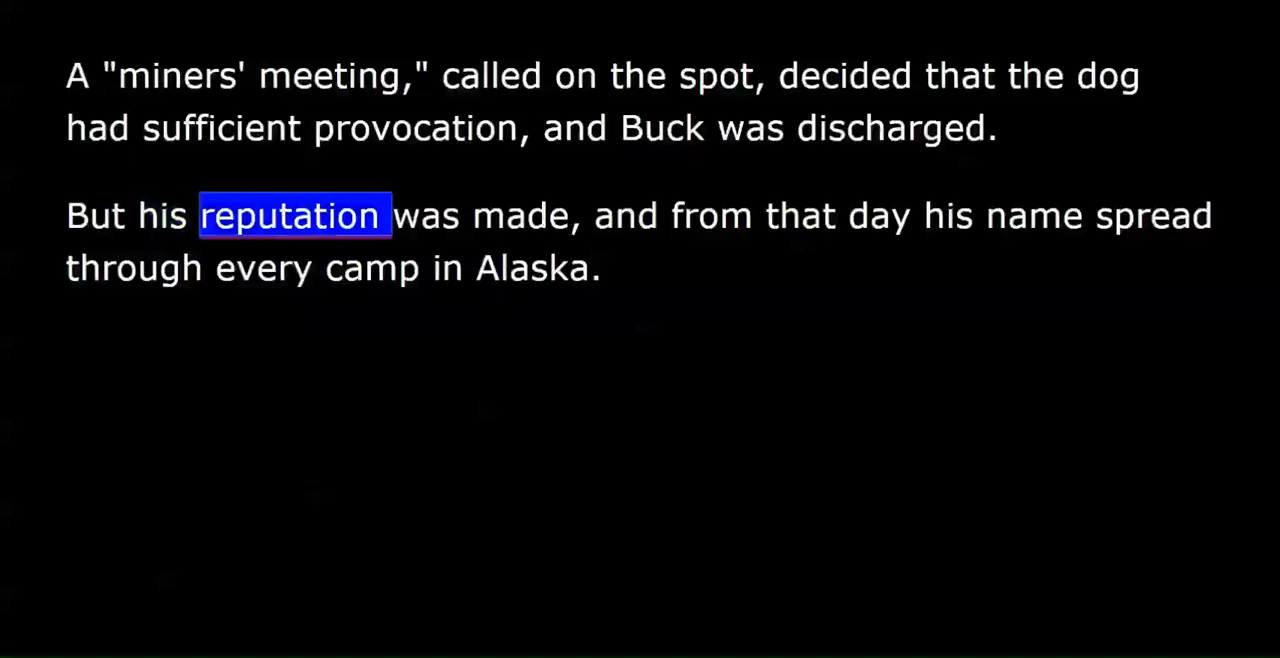 A "miners' meeting," called on the spot, decided that the dog
had sufficient provocation, and Buck was discharged.
But his reputation was made, and from that day his name spread
through every camp in Alaska.